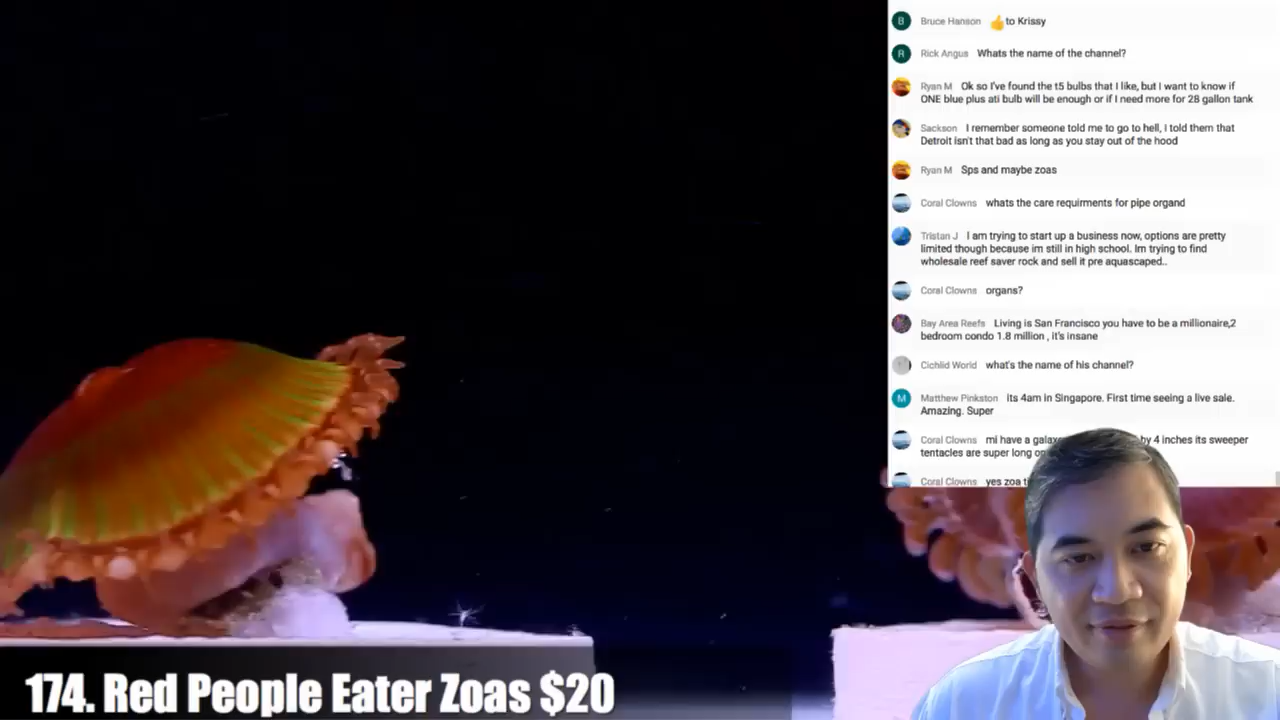 B Bruce Hanson 👍 to Krissy
R Rick Angus Whats the name of the channel?
Ryan M Ok so I've found the t5 bulbs that I like, but I want to know if
ONE blue plus ati bulb will be enough or if I need more for 28 gallon tank
Sackson I remember someone told me to go to hell, I told them that
Detroit isn't that bad as long as you stay out of the hood
Ryan M Sps and maybe zoas
Coral Clowns whats the care requirments for pipe organd
Tristan J I am trying to start up a business now, options are pretty
limited though because im still in high school. Im trying to find
wholesale reef saver rock and sell it pre aquascaped..
Coral Clowns organs?
Bay Area Reefs Living is San Francisco you have to be a millionaire,2
bedroom condo 1.8 million , it's insane
Cichlid World what's the name of his channel?
M Matthew Pinkston its 4am in Singapore. First time seeing a live sale.
Amazing. Super
Coral Clowns mi have a by 4 inches its sweeper
tentacles are super long
Coral Clowns yes zoa
174. Red People Eater Zoas $20